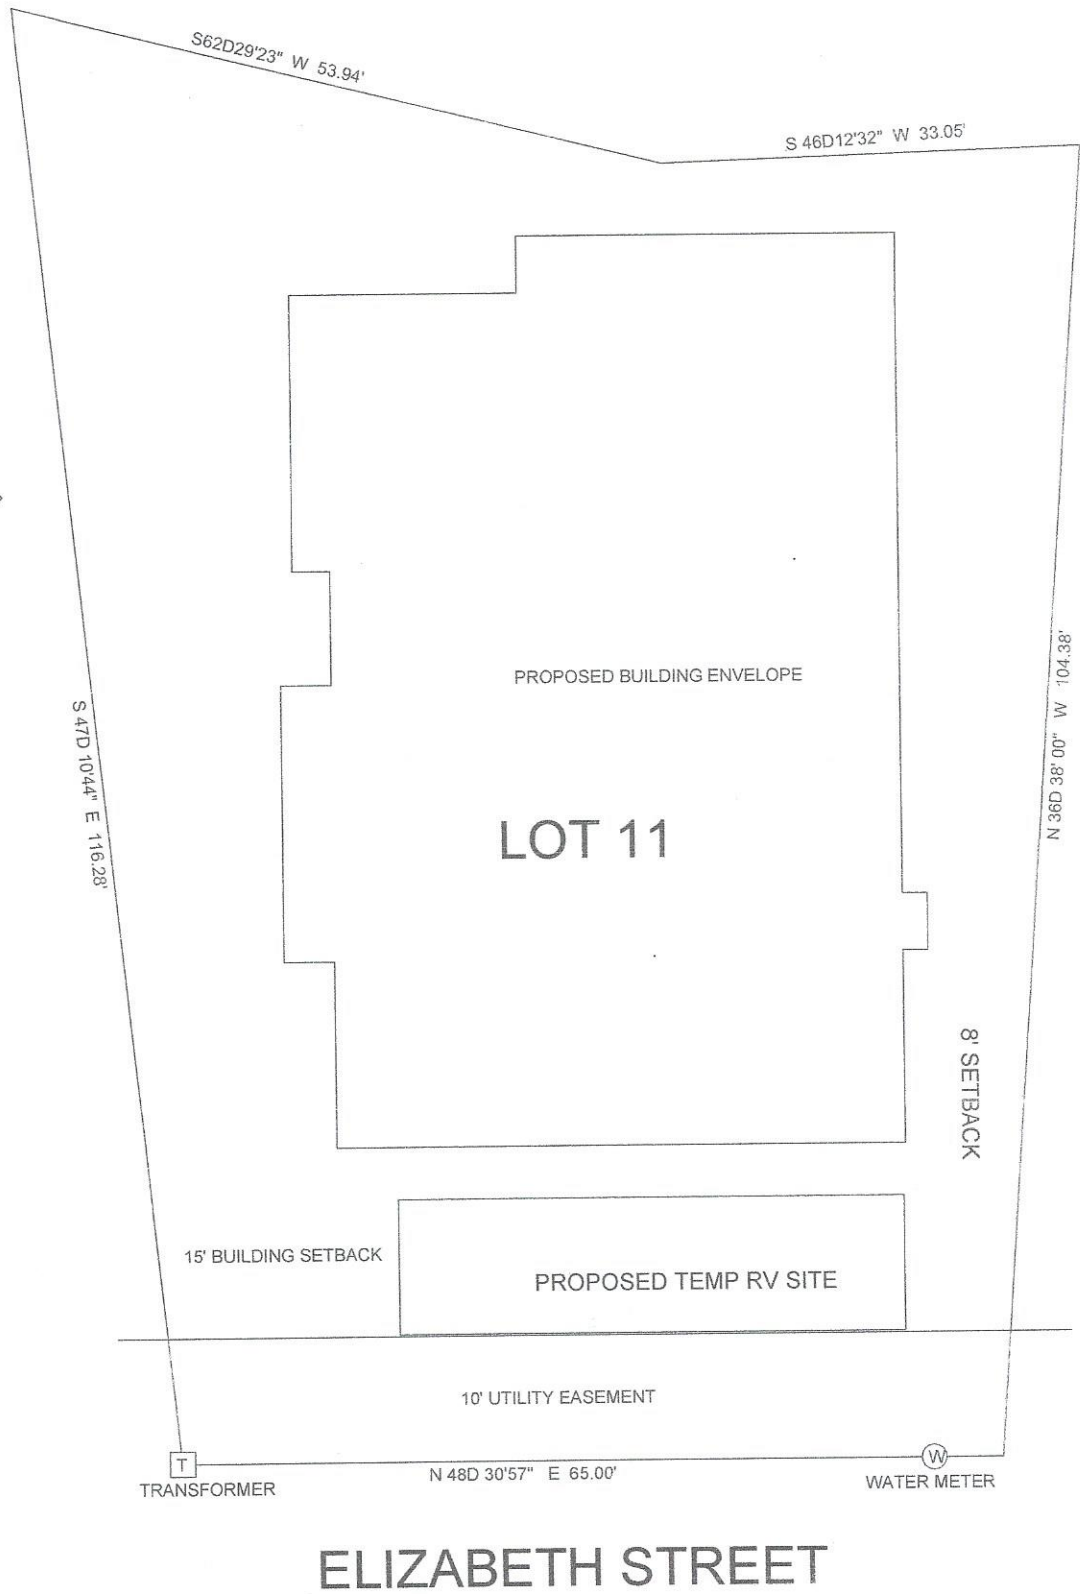 S62D29'23" W 53.94'
S 46D12'32" W 33.05'
PROPOSED BUILDING ENVELOPE
N 36D 38' 00" W 104.38'
S 47D 10'44" E 116.28'
LOT 11
8' SETBACK
15' BUILDING SETBACK
PROPOSED TEMP RV SITE
10' UTILITY EASEMENT
T
W
TRANSFORMER
N 48D 30'57" E 65.00'
WATER METER
ELIZABETH STREET